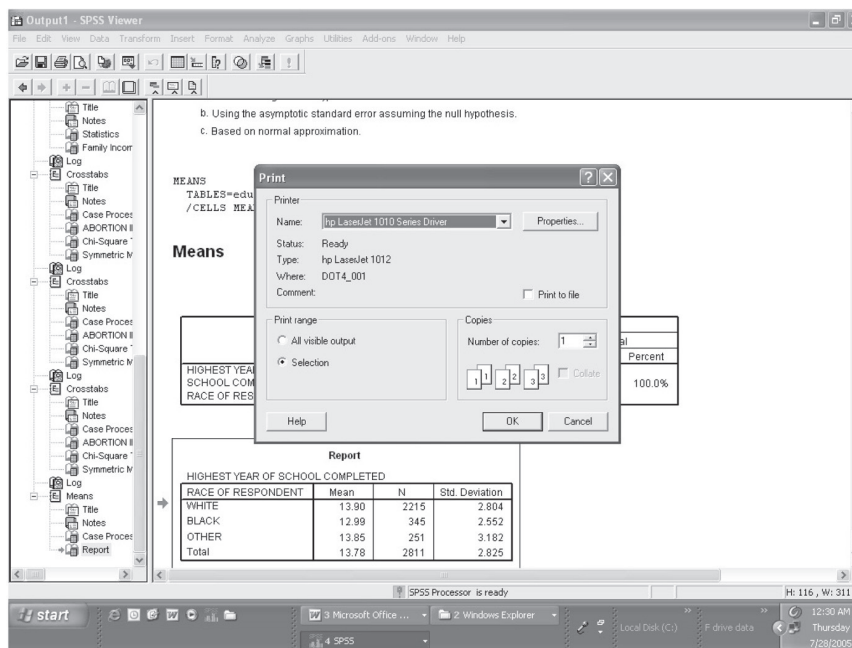 Output1 - SPSS Viewer
File Edit View Data Transform Insert Format Analyze Graphs Utilities Add-ons Window Help
Title
Notes
Statistics
Family Incom
Log
Crosstabs
Title
Notes
Case Proces
ABORTION II
Chi-Square
Symmetric M
Log
Crosstabs
Title
Notes
Case Proces
ABORTION II
Chi-Square
Symmetric M
Log
Crosstabs
Title
Notes
Case Proces
ABORTION II
Chi-Square
Symmetric M
Log
Means
Title
Notes
Case Proces
Report
b. Using the asymptotic standard error assuming the null hypothesis.
c. Based on normal approximation.
MEANS
TABLES=edu
/CELLS MEA
Means
al
Percent
HIGHEST YEA
SCHOOL COM
RACE OF RES
100.0%
Print
Printer
Name: hp LaserJet 1010 Series Driver Properties...
Status: Ready
Type: hp LaserJet 1012
Where: DOT4_001
Comment: Print to file
Print range
All visible output
Selection
Copies
Number of copies: 1
1 1 2 2 3 3 Collate
Help OK Cancel
Report
HIGHEST YEAR OF SCHOOL COMPLETED
RACE OF RESPONDENT Mean N Std. Deviation
WHITE 13.90 2215 2.804
BLACK 12.99 345 2.552
OTHER 13.85 251 3.182
Total 13.78 2811 2.825
SPSS Processor is ready H: 116 , W: 311
start 3 Microsoft Office ... 2 Windows Explorer Local Disk (C:) F drive data 12:30 AM
4 SPSS Thursday
7/28/2005